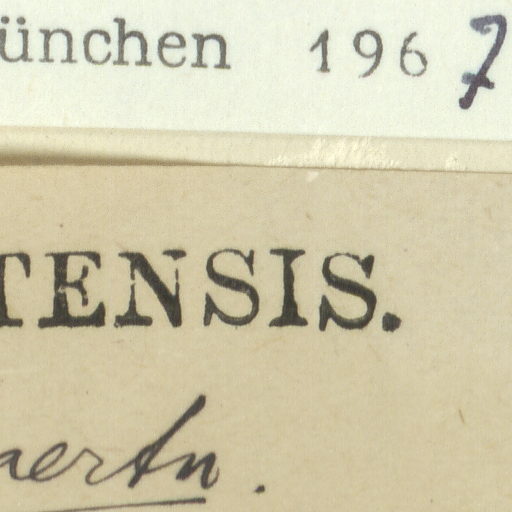 ünchen 1967
TENSIS.
aertn.